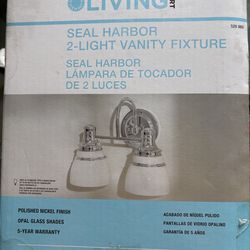 LIVING
SEAL HARBOR
2-LIGHT VANITY FIXTURE
SEAL HARBOR
LÁMPARA DE TOCADOR
DE 2 LUCES
POLISHED NICKEL FINISH
OPAL GLASS SHADES
5-YEAR WARRANTY
ACABADO DE NÍQUEL PULIDO
PANTALLAS DE VIDRIO OPALINO
GARANTÍA DE 5 AÑOS